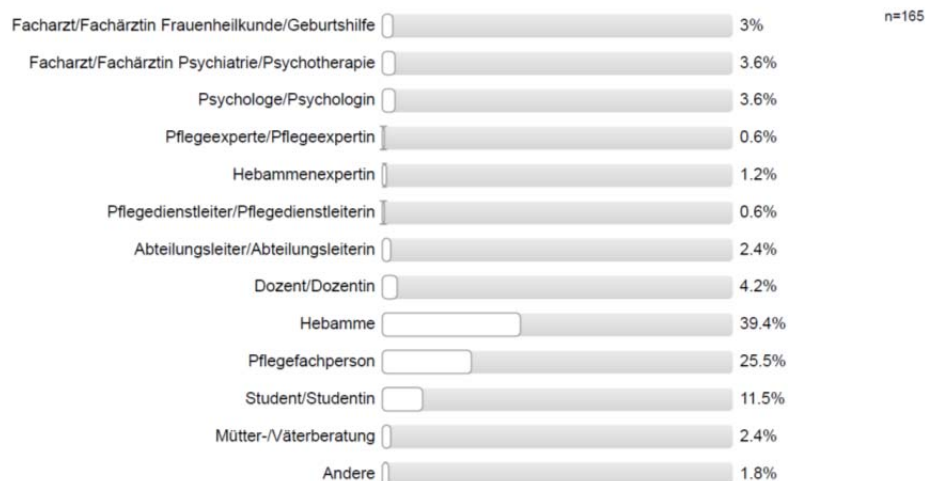 Facharzt/Fachärztin Frauenheilkunde/Geburtshilfe 3% n=165
Facharzt/Fachärztin Psychiatrie/Psychotherapie 3.6%
Psychologe/Psychologin 3.6%
Pflegeexperte/Pflegeexpertin 0.6%
Hebammenexpertin 1.2%
Pflegedienstleiter/Pflegedienstleiterin 0.6%
Abteilungsleiter/Abteilungsleiterin 2.4%
Dozent/Dozentin 4.2%
Hebamme 39.4%
Pflegefachperson 25.5%
Student/Studentin 11.5%
Mütter-/Väterberatung 2.4%
Andere 1.8%